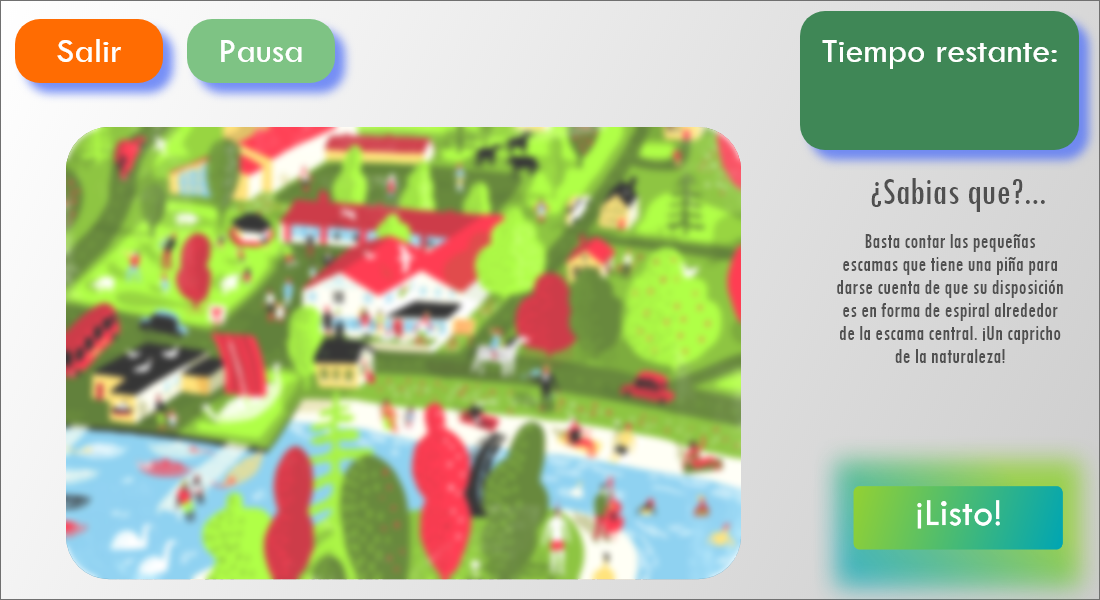 Salir
Pausa
Tiempo restante:
¿Sabias que?...
Basta contar las pequeñas
escamas que tiene una piña para
darse cuenta de que su disposición
es en forma de espiral alrededor
de la escama central. ¡Un capricho
de la naturaleza!
¡Listo!